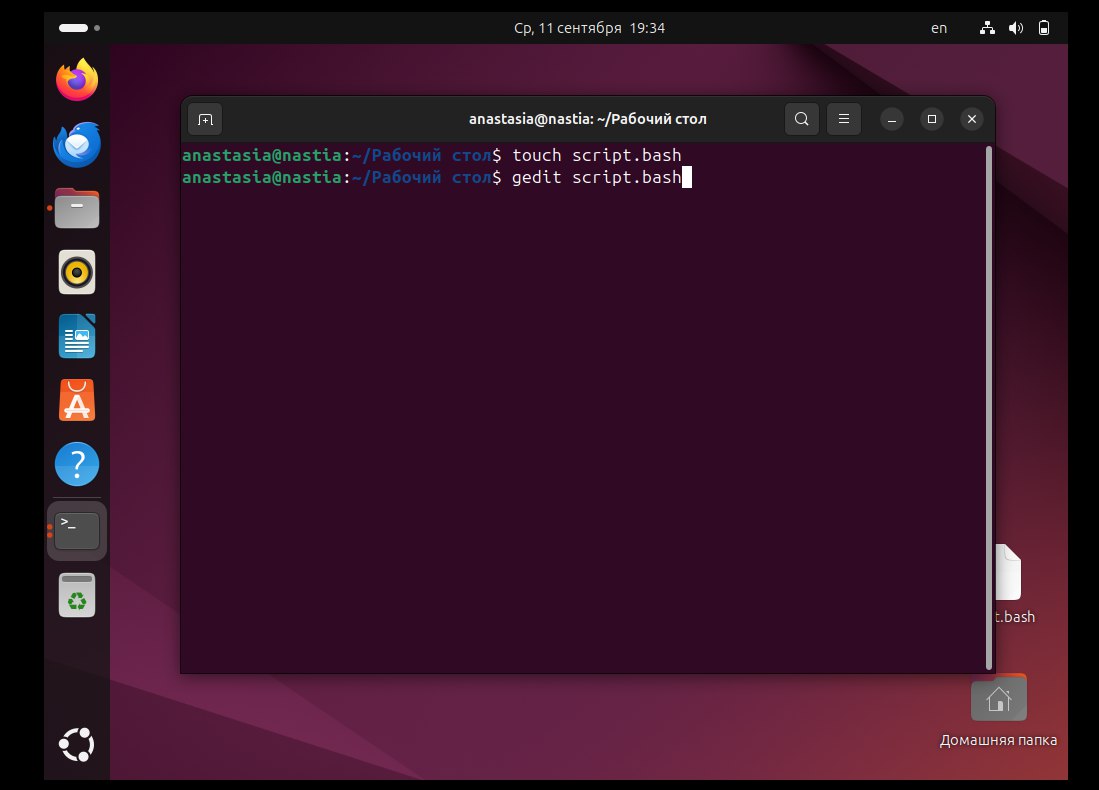 Ср, 11 сентября 19:34
en
anastasia@nastia: ~/Рабочий стол
anastasia@nastia:~/Рабочий стол$ touch script.bash
anastasia@nastia:~/Рабочий стол$ gedit script.bash
t.bash
Домашняя папка